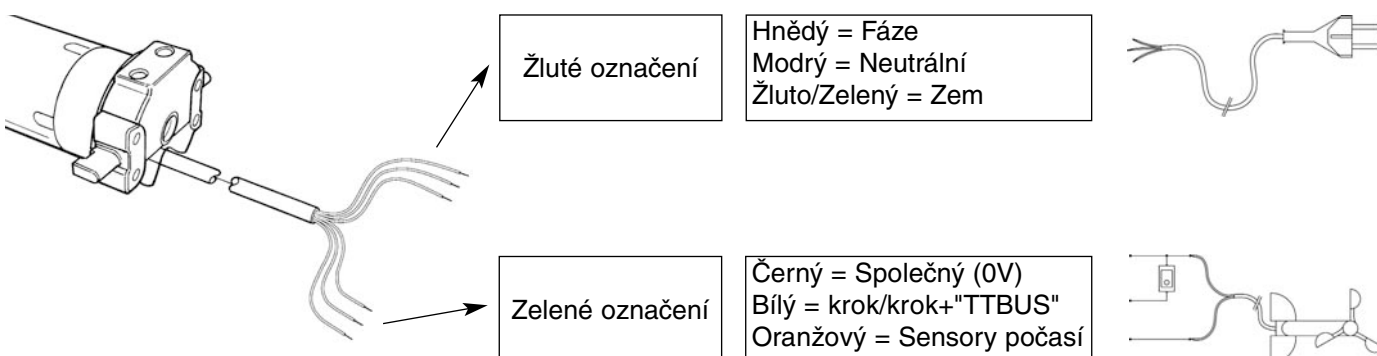 Žluté označení
Hnědý = Fáze
Modrý = Neutrální
Žluto/Zelený = Zem
Zelené označení
Černý = Společný (0V)
Bílý = krok/krok+"TTBUS"
Oranžový = Sensory počasí